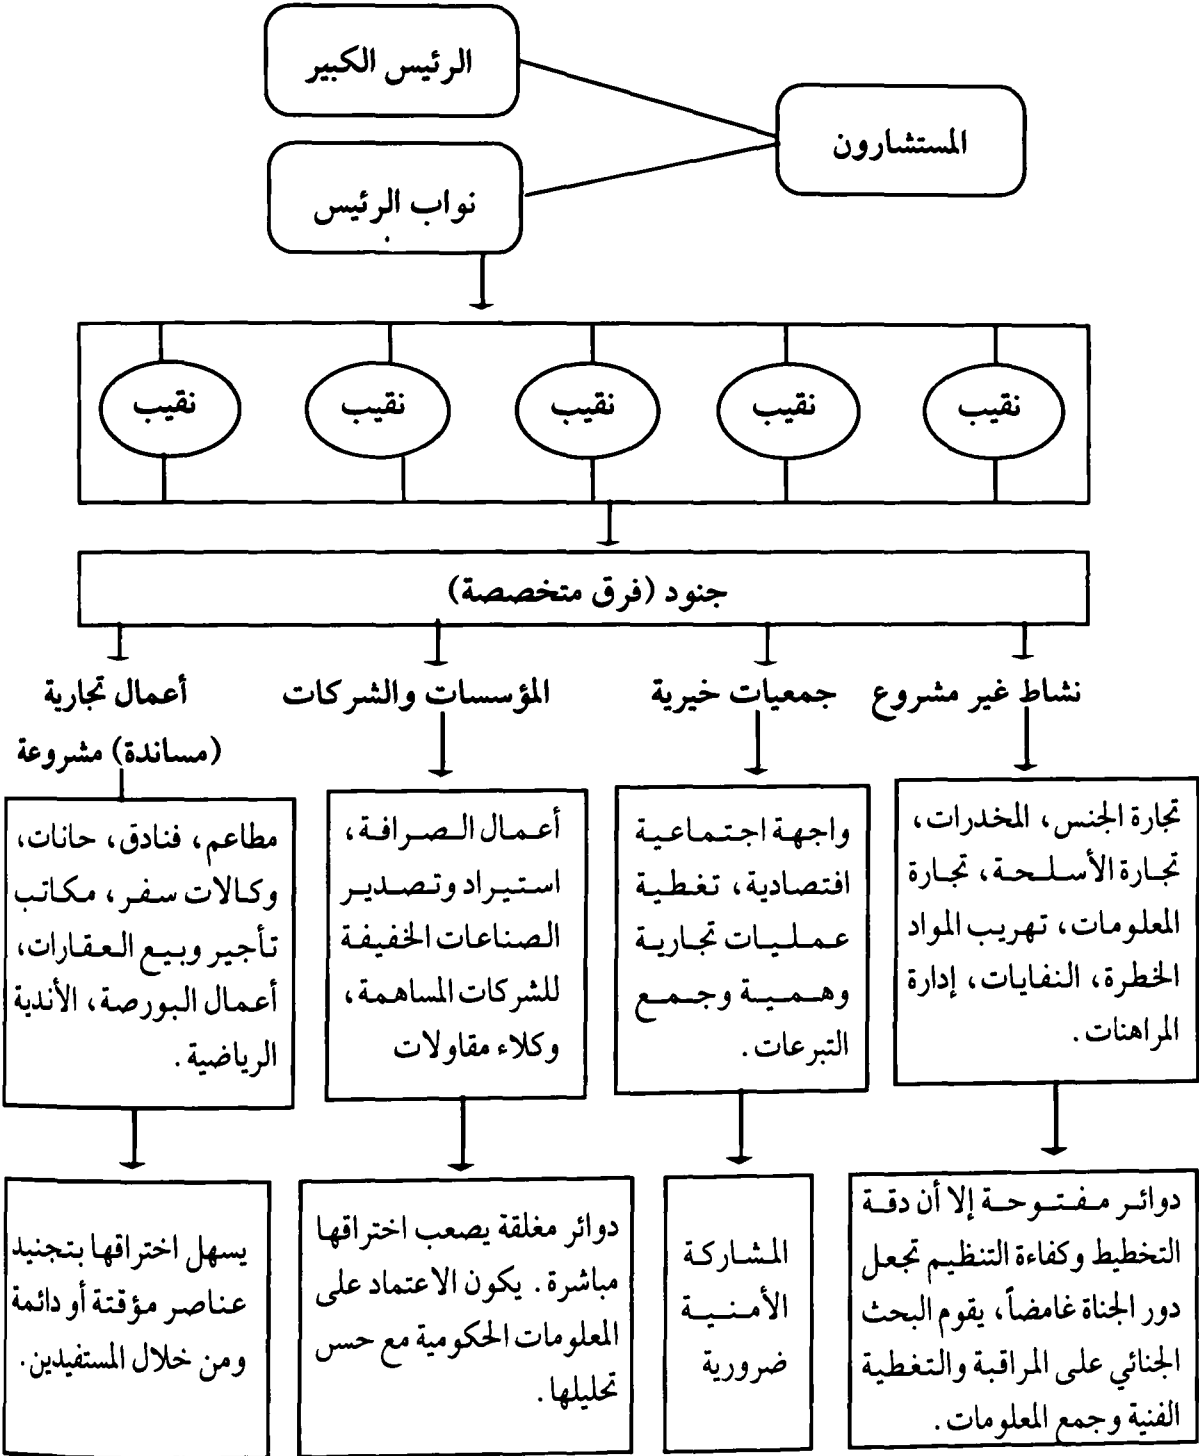 الرئيس الكبير
المستشارون
نواب الرئيس
نقيب
نقيب
نقيب
نقيب
نقيب
جنود (فرق متخصصة)
نشاط غير مشروع
جمعيات خيرية
المؤسسات والشركات
أعمال تجارية
(مساندة) مشروعة
تجارة الجنس، المخدرات،
تجارة الأسلحة، تجارة
المعلومات، تهريب المواد
الخطرة، النفايات، إدارة
المراهنات.
واجهة اجتماعية
افتصادية، تغطية
عمليات تجارية
وهمية وجمع
التبرعات.
أعمال الصرافة،
استيراد وتصدير
الصناعات الخفيفة
للشركات المساهمة،
وكلاء مقاولات
مطاعم، فنادق، حانات،
وكالات سفر، مكاتب
تأجير وبيع العقارات،
أعمال البورصة، الأندية
الرياضية.
دوائر مفتوحة إلا أن دقة
التخطيط وكفاءة التنظيم تجعل
دور الجناة غامضاً، يقوم البحث
الجنائي على المراقبة والتغطية
الفنية وجمع المعلومات.
المشاركة
الأمنية
ضرورية
دوائر مغلقة يصعب اختراقها
مباشرة. يكون الاعتماد على
المعلومات الحكومية مع حسن
تحليلها.
يسهل اختراقها بتجنيد
عناصر مؤقتة أو دائمة
ومن خلال المستفيدين.